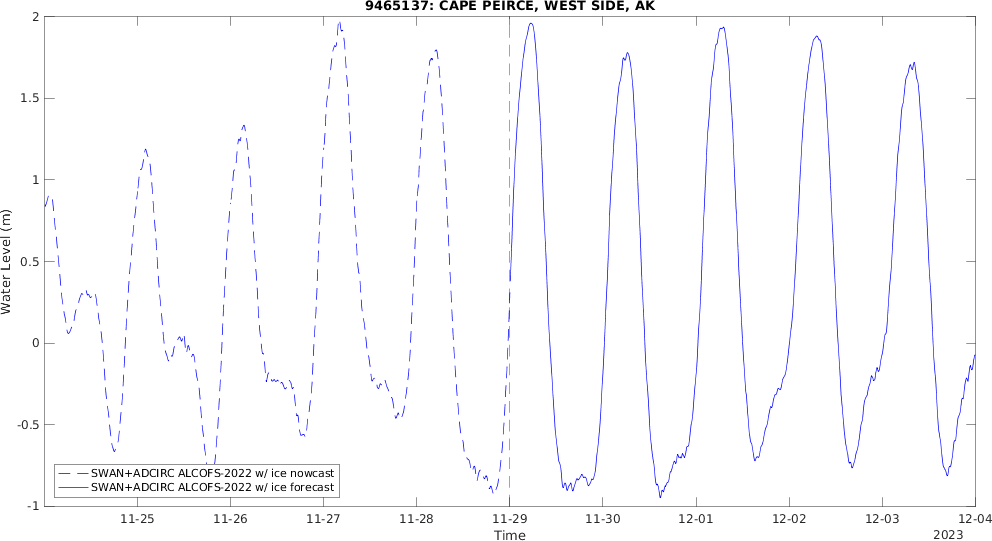 9465137: CAPE PEIRCE, WEST SIDE, AK
2
1.5
1
0.5
0
-0.5
-1
Water Level (m)
SWAN+ADCIRC ALCOFS-2022 w/ ice nowcast
SWAN+ADCIRC ALCOFS-2022 w/ ice forecast
11-25 11-26 11-27 11-28 11-29 11-30 12-01 12-02 12-03 12-04
Time
2023